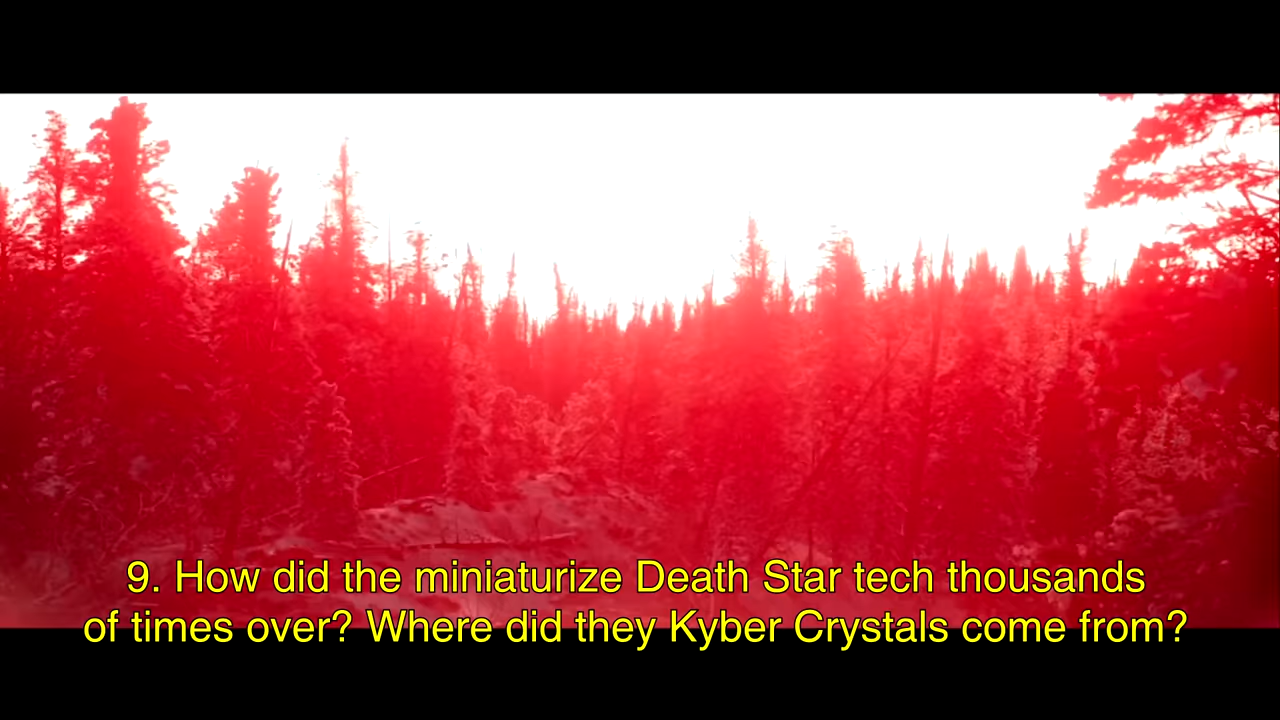 9. How did the miniaturize Death Star tech thousands
of times over? Where did they Kyber Crystals come from?